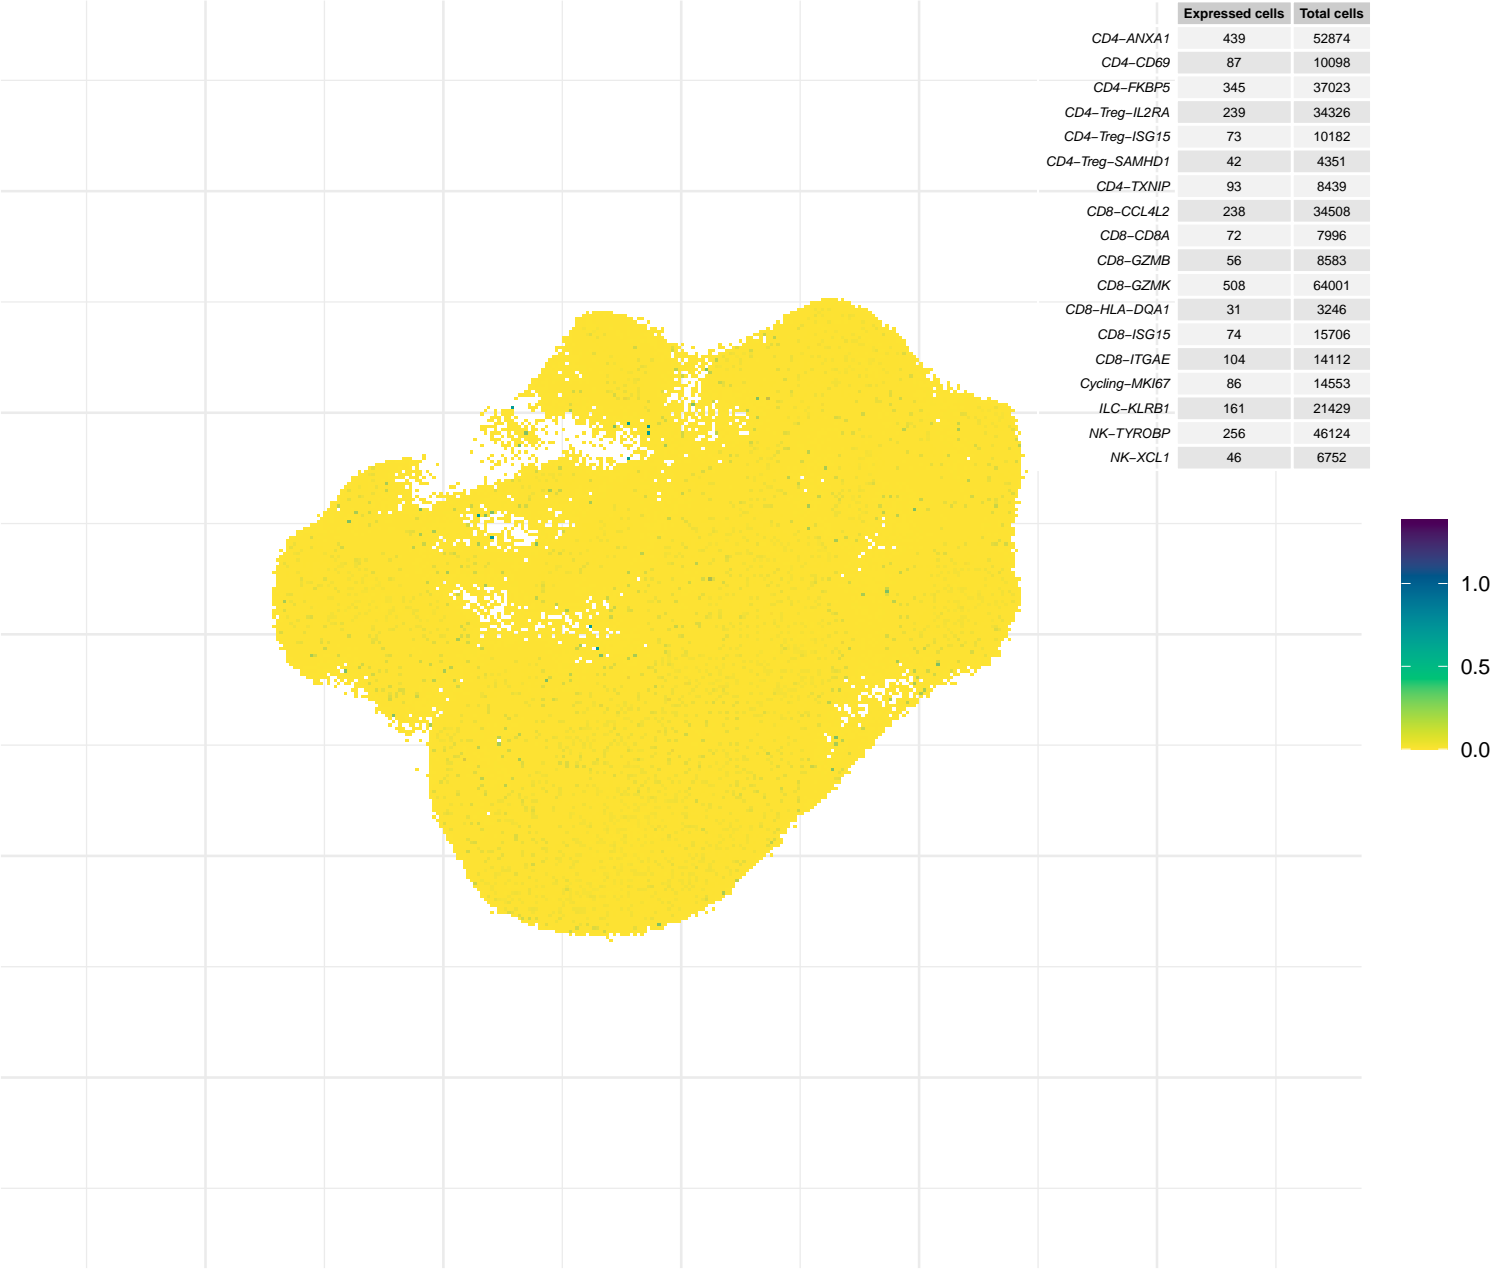 Expressed cells Total cells
CD4−ANXA1 439 52874
CD4−CD69 87 10098
CD4−FKBP5 345 37023
CD4−Treg−IL2RA 239 34326
CD4−Treg−ISG15 73 10182
CD4−Treg−SAMHD1 42 4351
CD4−TXNIP 93 8439
CD8−CCL4L2 238 34508
CD8−CD8A 72 7996
CD8−GZMB 56 8583
CD8−GZMK 508 64001
CD8−HLA−DQA1 31 3246
CD8−ISG15 74 15706
CD8−ITGAE 104 14112
Cycling−MKI67 86 14553
ILC−KLRB1 161 21429
NK−TYROBP 256 46124
NK−XCL1 46 6752
1.0
0.5
0.0